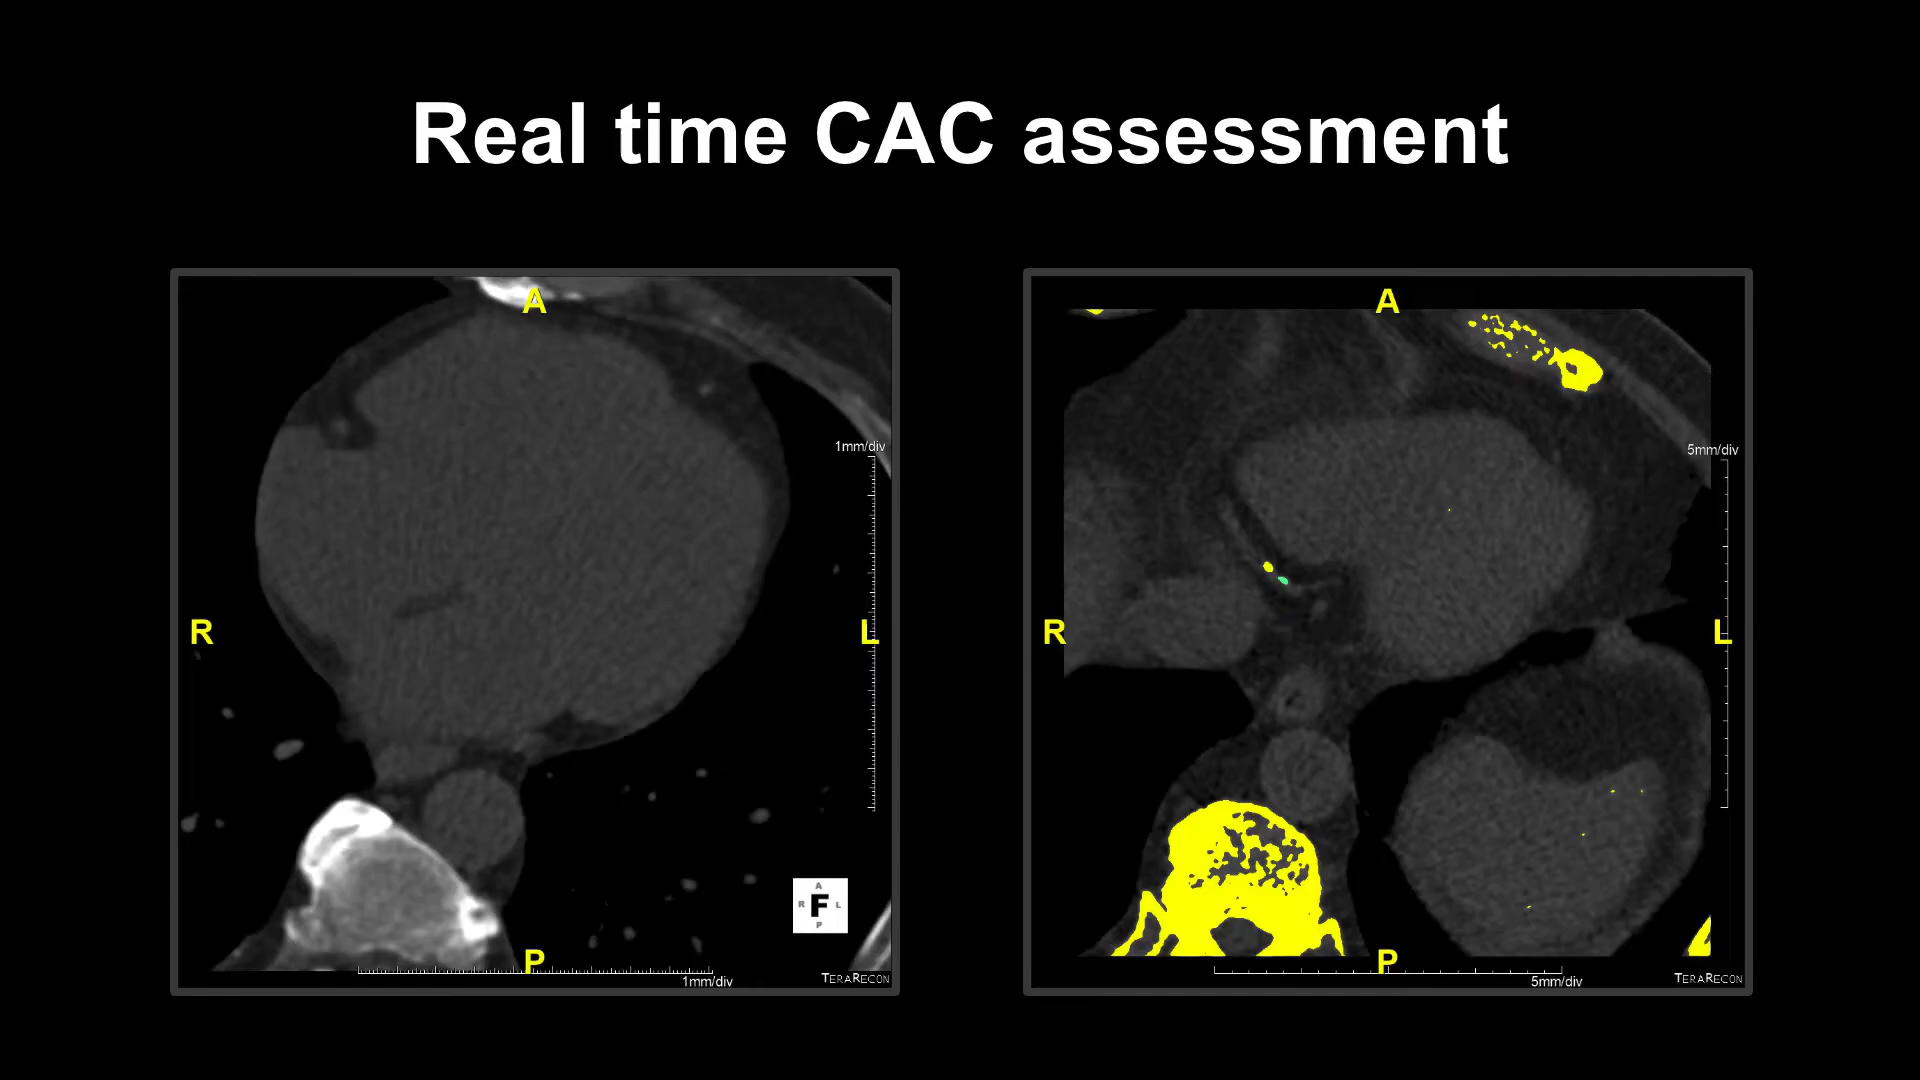 Real time CAC assessment
A
1mm/div
R
L
A
R F L
P
P
1mm/div
TERARECON
A
5mm/div
R
L
P
5mm/div
TERARECON